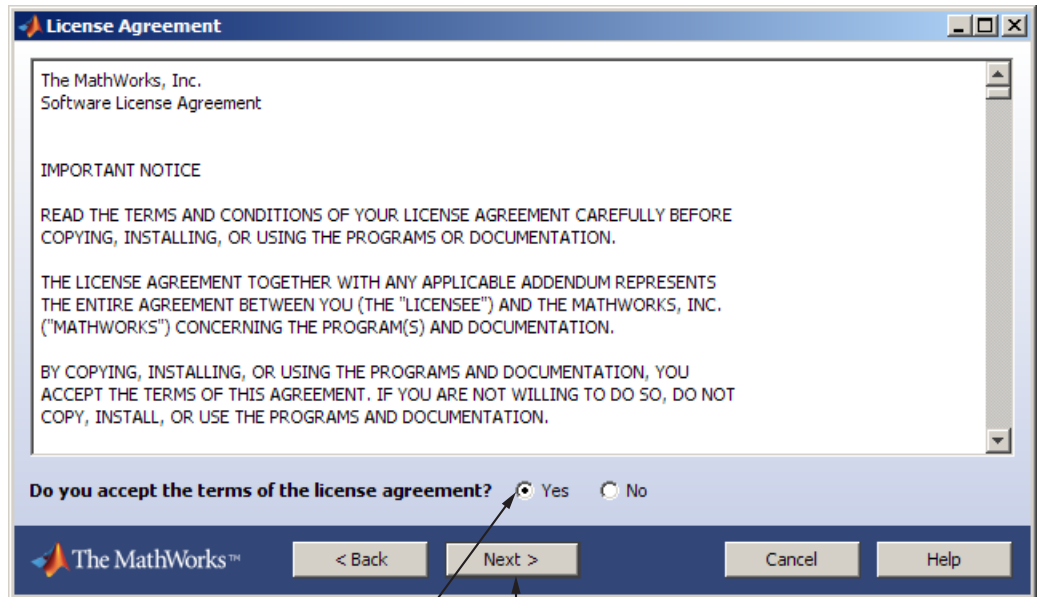 License Agreement
The MathWorks, Inc.
Software License Agreement
IMPORTANT NOTICE
READ THE TERMS AND CONDITIONS OF YOUR LICENSE AGREEMENT CAREFULLY BEFORE
COPYING, INSTALLING, OR USING THE PROGRAMS OR DOCUMENTATION.
THE LICENSE AGREEMENT TOGETHER WITH ANY APPLICABLE ADDENDUM REPRESENTS
THE ENTIRE AGREEMENT BETWEEN YOU (THE "LICENSEE") AND THE MATHWORKS, INC.
("MATHWORKS") CONCERNING THE PROGRAM(S) AND DOCUMENTATION.
BY COPYING, INSTALLING, OR USING THE PROGRAMS AND DOCUMENTATION, YOU
ACCEPT THE TERMS OF THIS AGREEMENT. IF YOU ARE NOT WILLING TO DO SO, DO NOT
COPY, INSTALL, OR USE THE PROGRAMS AND DOCUMENTATION.
Do you accept the terms of the license agreement? Yes No
The MathWorks™ < Back Next > Cancel Help